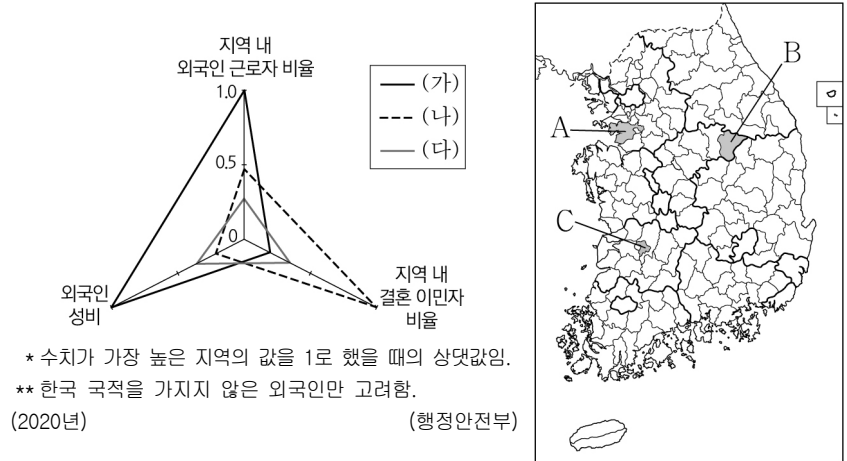 지역 내
외국인 근로자 비율
1.0
0.5
0
외국인
성비
지역 내
결혼 이민자
비율
(가)
(나)
(다)
* 수치가 가장 높은 지역의 값을 1로 했을 때의 상댓값임.
** 한국 국적을 가지지 않은 외국인만 고려함.
(2020년) (행정안전부)
A
B
C